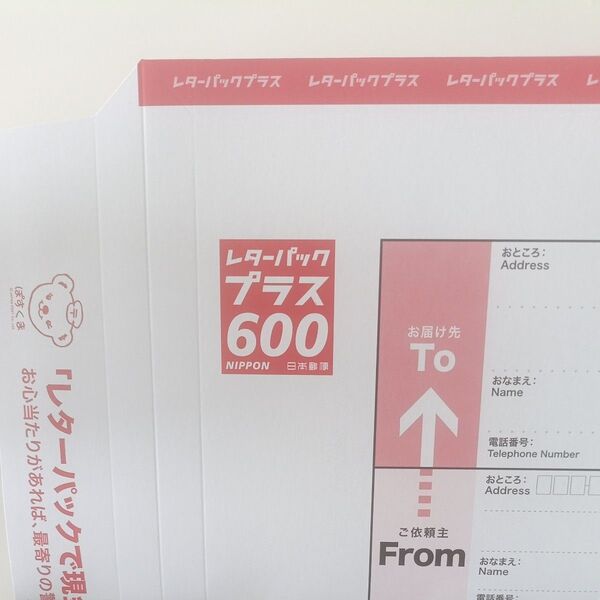 レターパックプラス レターパックプラス レターパックプラス
レターパック
プラス
600
NIPPON 日本郵便
お届け先
To
おところ:
Address
おなまえ:
Name
電話番号:
Telephone Number
ご依頼主
From
おところ:
Address
おなまえ:
Name
ぽすくま
「レターパックで現
お心当たりがあれば、最寄りの